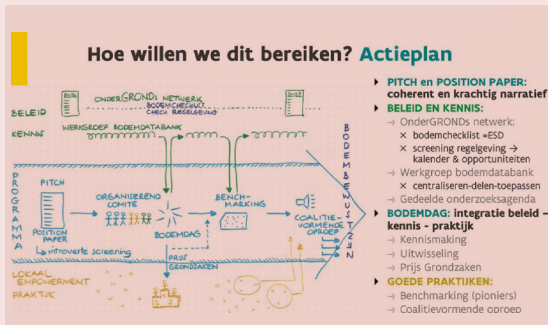 Hoe willen we dit bereiken? Actieplan
BELEID
KENNIS
OnderGRONDs NETWERK
BODEMCHECKLIST
CHECK REGELGEVING
WERKGROEP BODEMDATABANK
PROGRAMMA
PITCH
POSITION
PAPER
↳ introverte screening
ORGANISEREND
COMITÉ
BODEMDAG
BENCH-
MARKING
COALITIE-
VORMENDE
OPROEP
BODEMBEWUSTZIJN
PRIJS
GRONDZAKEN
LOKAAL
EMPOWERMENT
PRAKTIJK
PITCH en POSITION PAPER:
coherent en krachtig narratief
BELEID EN KENNIS:
→ OnderGRONDs netwerk:
× bodemchecklist =ESD
× screening regelgeving →
kalender & opportuniteiten
→ Werkgroep bodemdatabank
× centraliseren-delen-toepassen
→ Gedeelde onderzoeksagenda
BODEMDAG: integratie beleid –
kennis - praktijk
→ Kennismaking
→ Uitwisseling
→ Prijs Grondzaken
GOEDE PRAKTIJKEN:
→ Benchmarking (pioniers)
→ Coalitievormende oproep